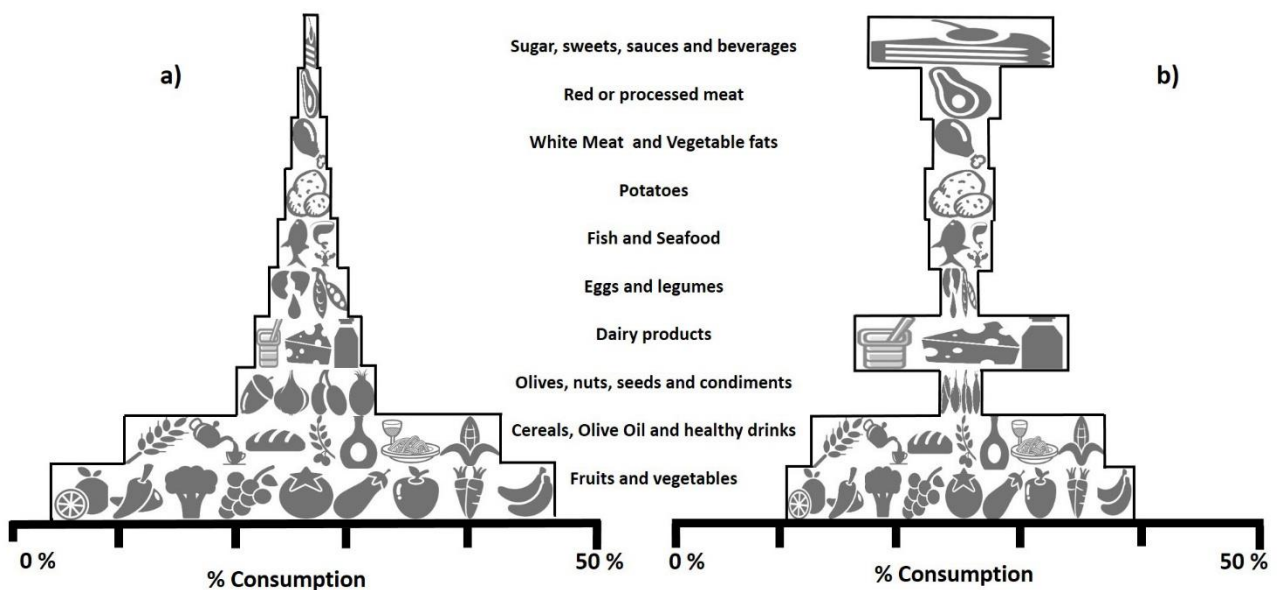 a)
b)
Sugar, sweets, sauces and beverages
Red or processed meat
White Meat and Vegetable fats
Potatoes
Fish and Seafood
Eggs and legumes
Dairy products
Olives, nuts, seeds and condiments
Cereals, Olive Oil and healthy drinks
Fruits and vegetables
0 %
50 %
% Consumption
0 %
50 %
% Consumption